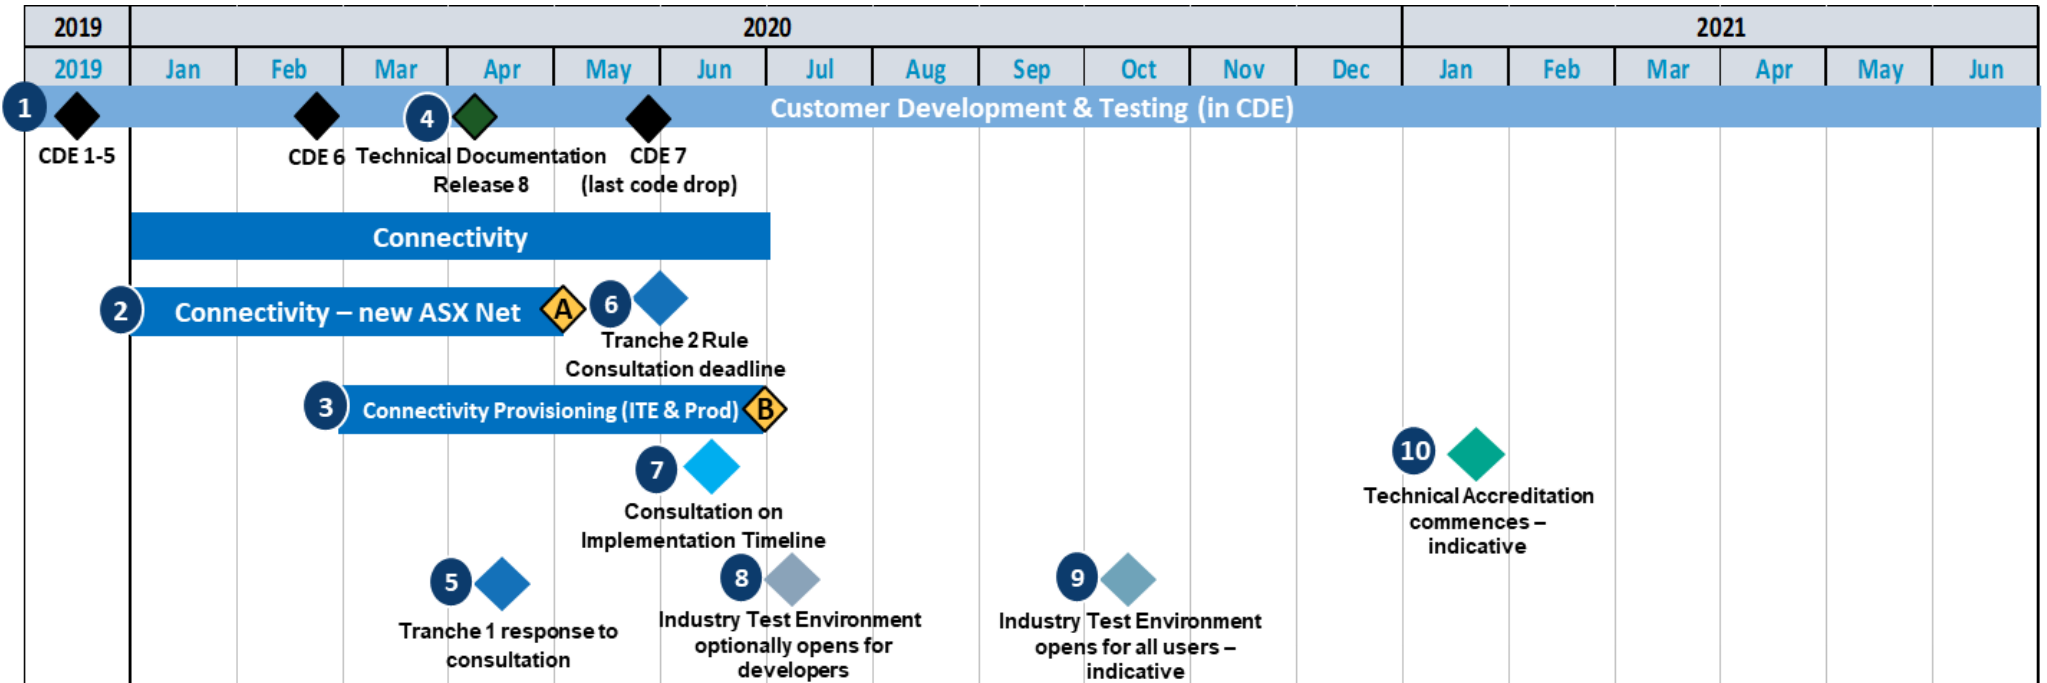 2019 2020 2021
2019 Jan Feb Mar Apr May Jun Jul Aug Sep Oct Nov Dec Jan Feb Mar Apr May Jun
1 Customer Development & Testing (in CDE)
4
CDE 1-5 CDE 6 Technical Documentation CDE 7
Release 8 (last code drop)
Connectivity
2 Connectivity – new ASX Net A 6
Tranche 2 Rule
Consultation deadline
3 Connectivity Provisioning (ITE & Prod) B
7 10
Consultation on
Implementation Timeline
Technical Accreditation
commences –
indicative
5 8 9
Tranche 1 response to
consultation
Industry Test Environment
optionally opens for
developers
Industry Test Environment
opens for all users –
indicative